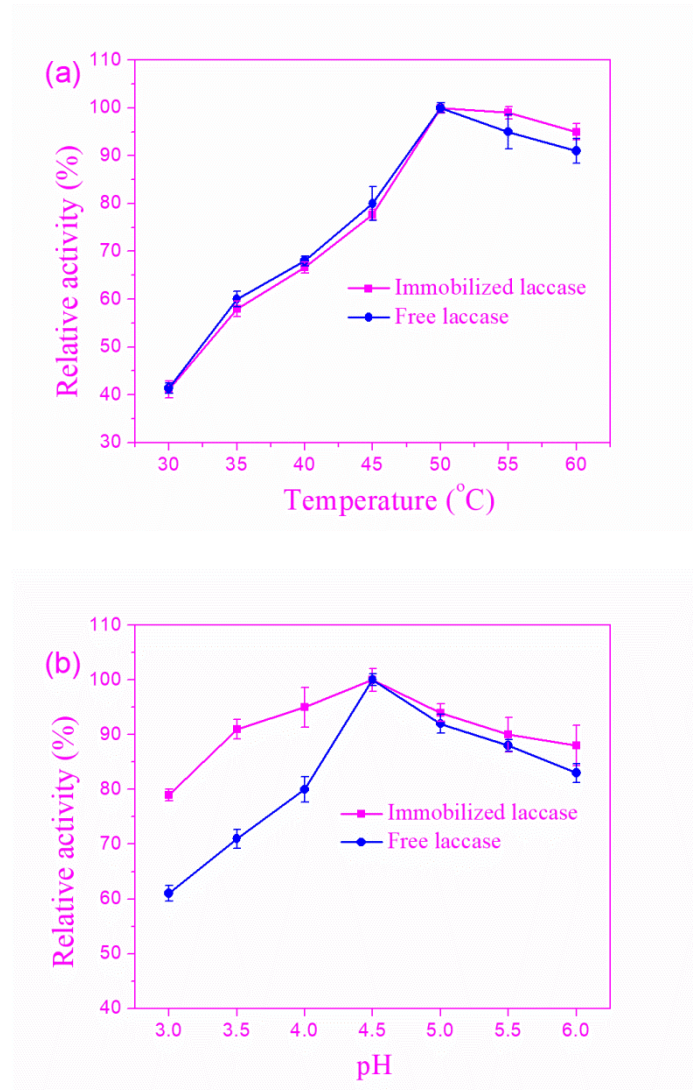 (a)
Relative activity (%)
110
100
90
80
70
60
50
40
30
Immobilized laccase
Free laccase
30 35 40 45 50 55 60
Temperature (°C)
(b)
Relative activity (%)
110
100
90
80
70
60
50
40
Immobilized laccase
Free laccase
3.0 3.5 4.0 4.5 5.0 5.5 6.0
pH